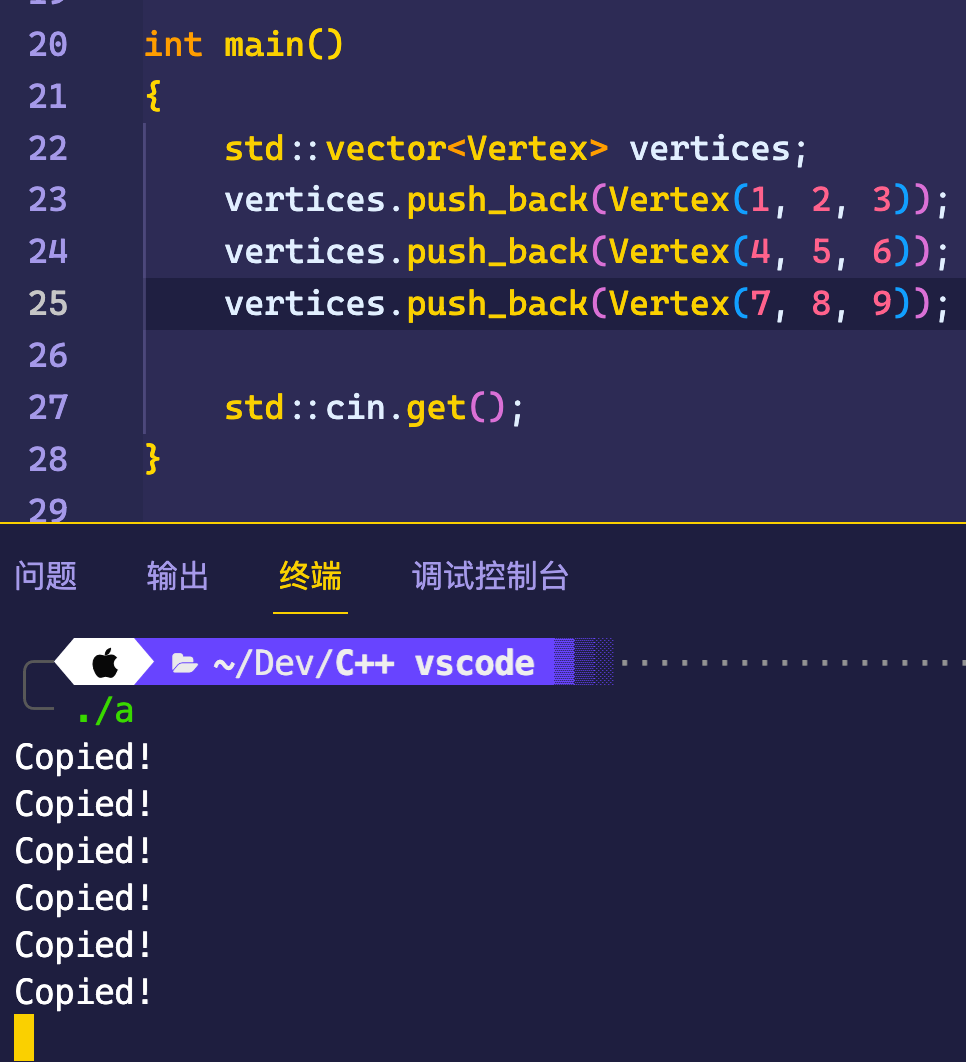 19
20 int main()
21 {
22 std::vector<Vertex> vertices;
23 vertices.push_back(Vertex(1, 2, 3));
24 vertices.push_back(Vertex(4, 5, 6));
25 vertices.push_back(Vertex(7, 8, 9));
26
27 std::cin.get();
28 }
29
问题 输出 终端 调试控制台
~/Dev/C++ vscode
./a
Copied!
Copied!
Copied!
Copied!
Copied!
Copied!